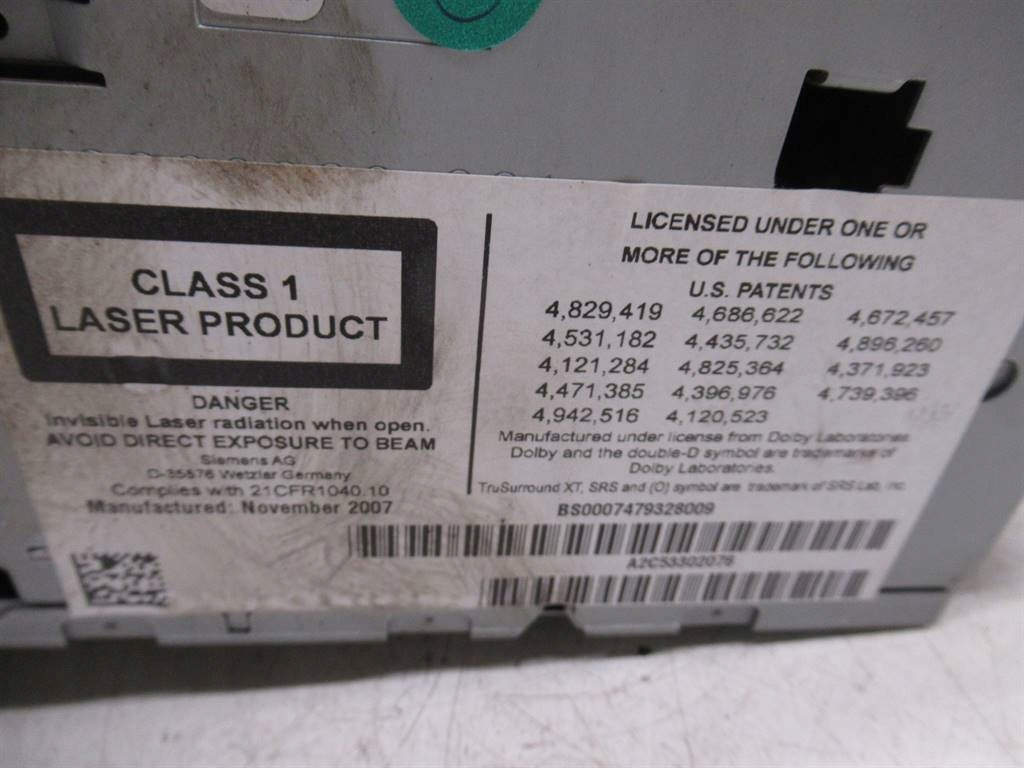 CLASS 1
LASER PRODUCT
DANGER
Invisible Laser radiation when open.
AVOID DIRECT EXPOSURE TO BEAM
Siemens AG
D-35576 Wetzlar Germany
Complies with 21CFR1040.10
Manufactured: November 2007
LICENSED UNDER ONE OR
MORE OF THE FOLLOWING
U.S. PATENTS
4,829,419 4,686,622 4,672,457
4,531,182 4,435,732 4,896,260
4,121,284 4,825,364 4,371,923
4,471,385 4,396,976 4,739,396
4,942,516 4,120,523
Manufactured under license from Dolby Laboratories.
Dolby and the double-D symbol are trademarks of
Dolby Laboratories.
TruSurround XT, SRS and (O) symbol are trademark of SRS Lab, Inc.
BS0007479328009
A2C53302076